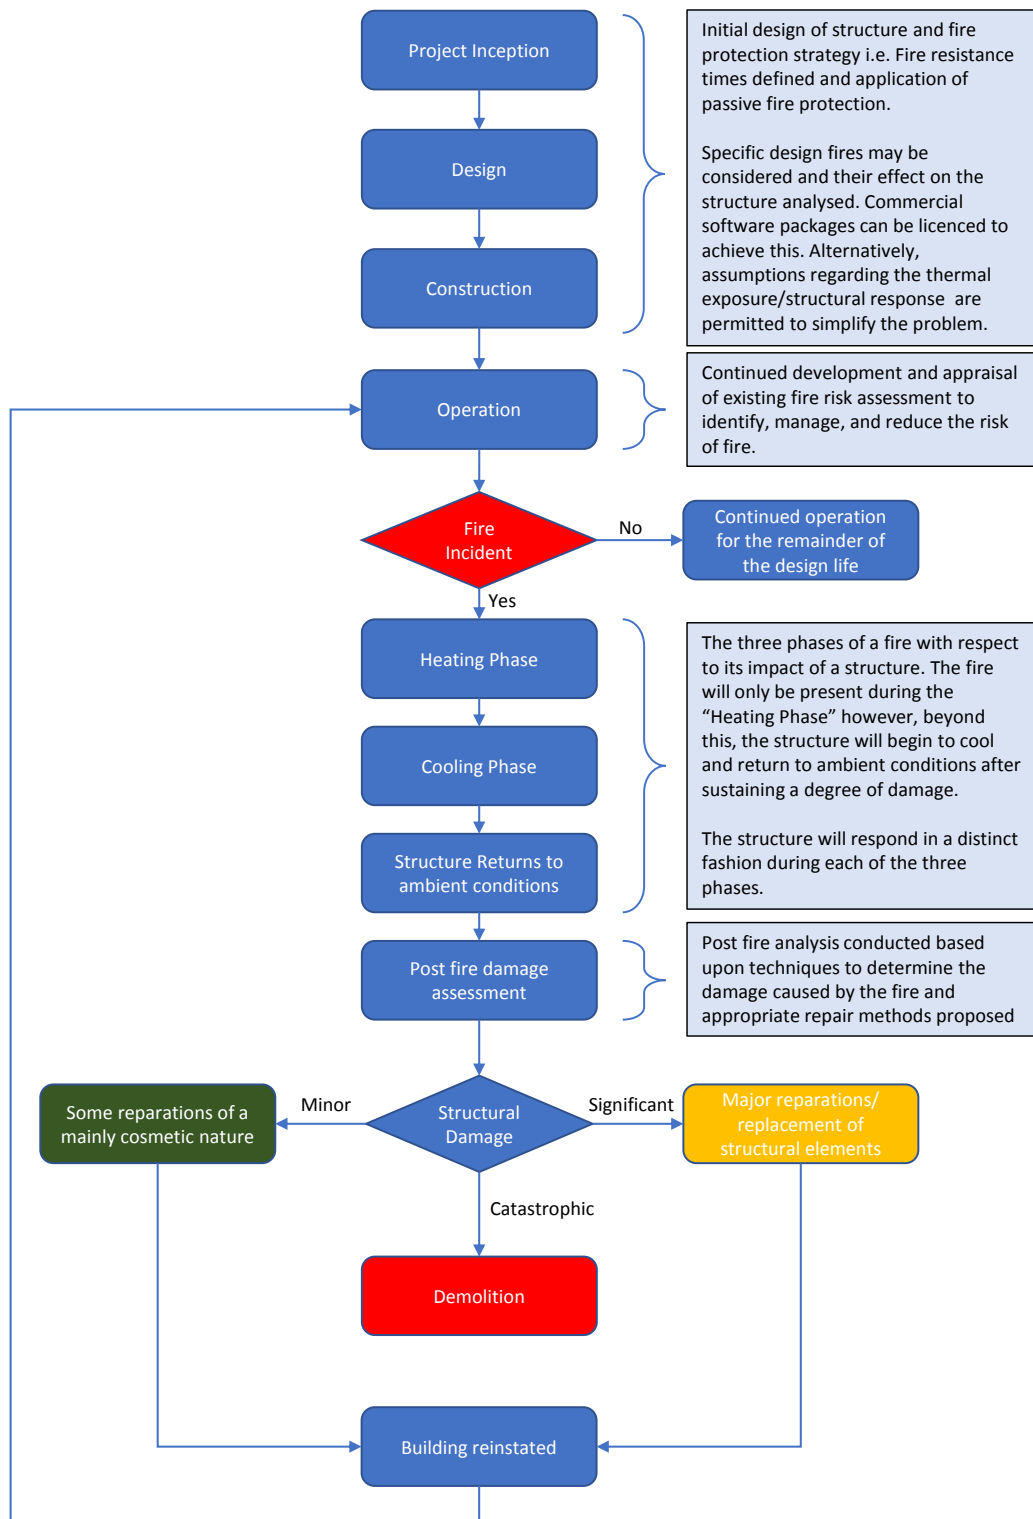 Project Inception
Initial design of structure and fire
protection strategy i.e. Fire resistance
times defined and application of
passive fire protection.
Specific design fires may be
considered and their effect on the
structure analysed. Commercial
software packages can be licenced to
achieve this. Alternatively,
assumptions regarding the thermal
exposure/structural response are
permitted to simplify the problem.
Design
Construction
Operation
Continued development and appraisal
of existing fire risk assessment to
identify, manage, and reduce the risk
of fire.
Fire
Incident
No
Continued operation
for the remainder of
the design life
Yes
Heating Phase
The three phases of a fire with respect
to its impact of a structure. The fire
will only be present during the
“Heating Phase” however, beyond
this, the structure will begin to cool
and return to ambient conditions after
sustaining a degree of damage.
The structure will respond in a distinct
fashion during each of the three
phases.
Cooling Phase
Structure Returns to
ambient conditions
Post fire damage
assessment
Post fire analysis conducted based
upon techniques to determine the
damage caused by the fire and
appropriate repair methods proposed
Some reparations of a
mainly cosmetic nature
Minor
Structural
Damage
Significant
Major reparations/
replacement of
structural elements
Catastrophic
Demolition
Building reinstated